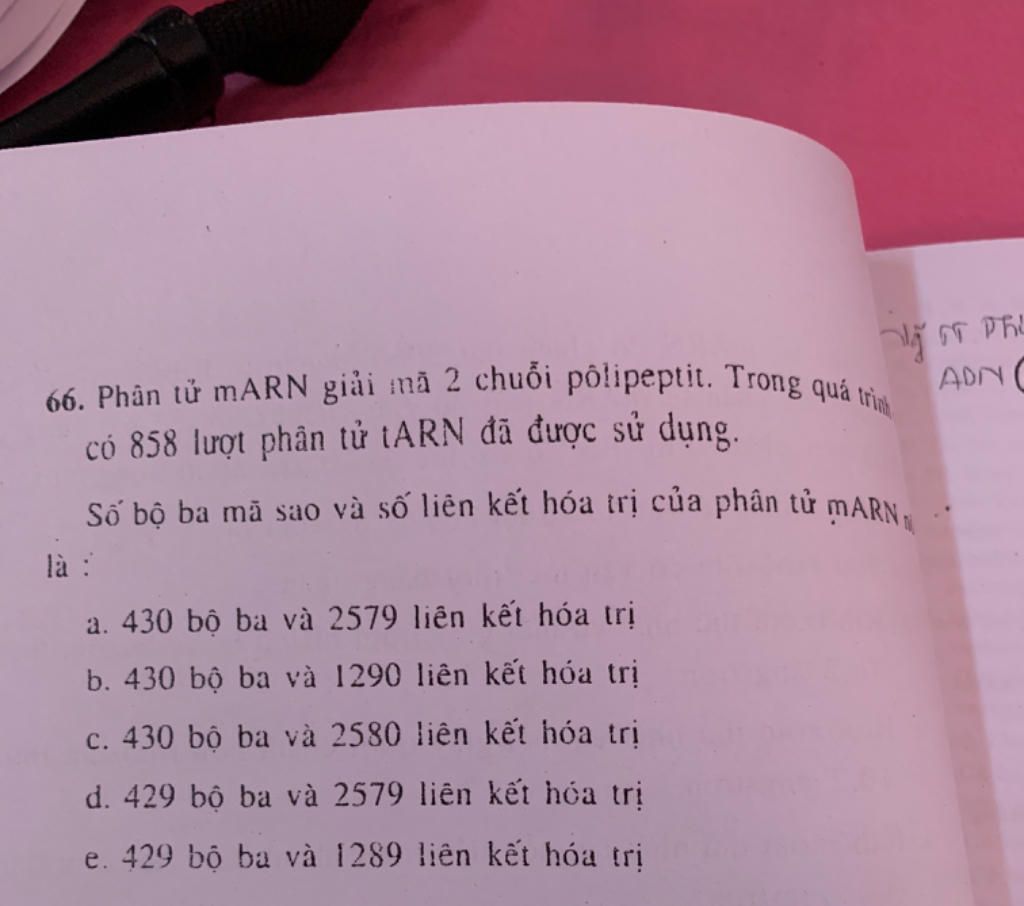 66. Phân tử mARN giải mã 2 chuỗi pôlipeptit. Trong quá trình
có 858 lượt phân tử tARN đã được sử dụng.
Số bộ ba mã sao và số liên kết hóa trị của phân tử mARN
là :
a. 430 bộ ba và 2579 liên kết hóa trị
b. 430 bộ ba và 1290 liên kết hóa trị
c. 430 bộ ba và 2580 liên kết hóa trị
d. 429 bộ ba và 2579 liên kết hóa trị
e. 429 bộ ba và 1289 liên kết hóa trị
ADN